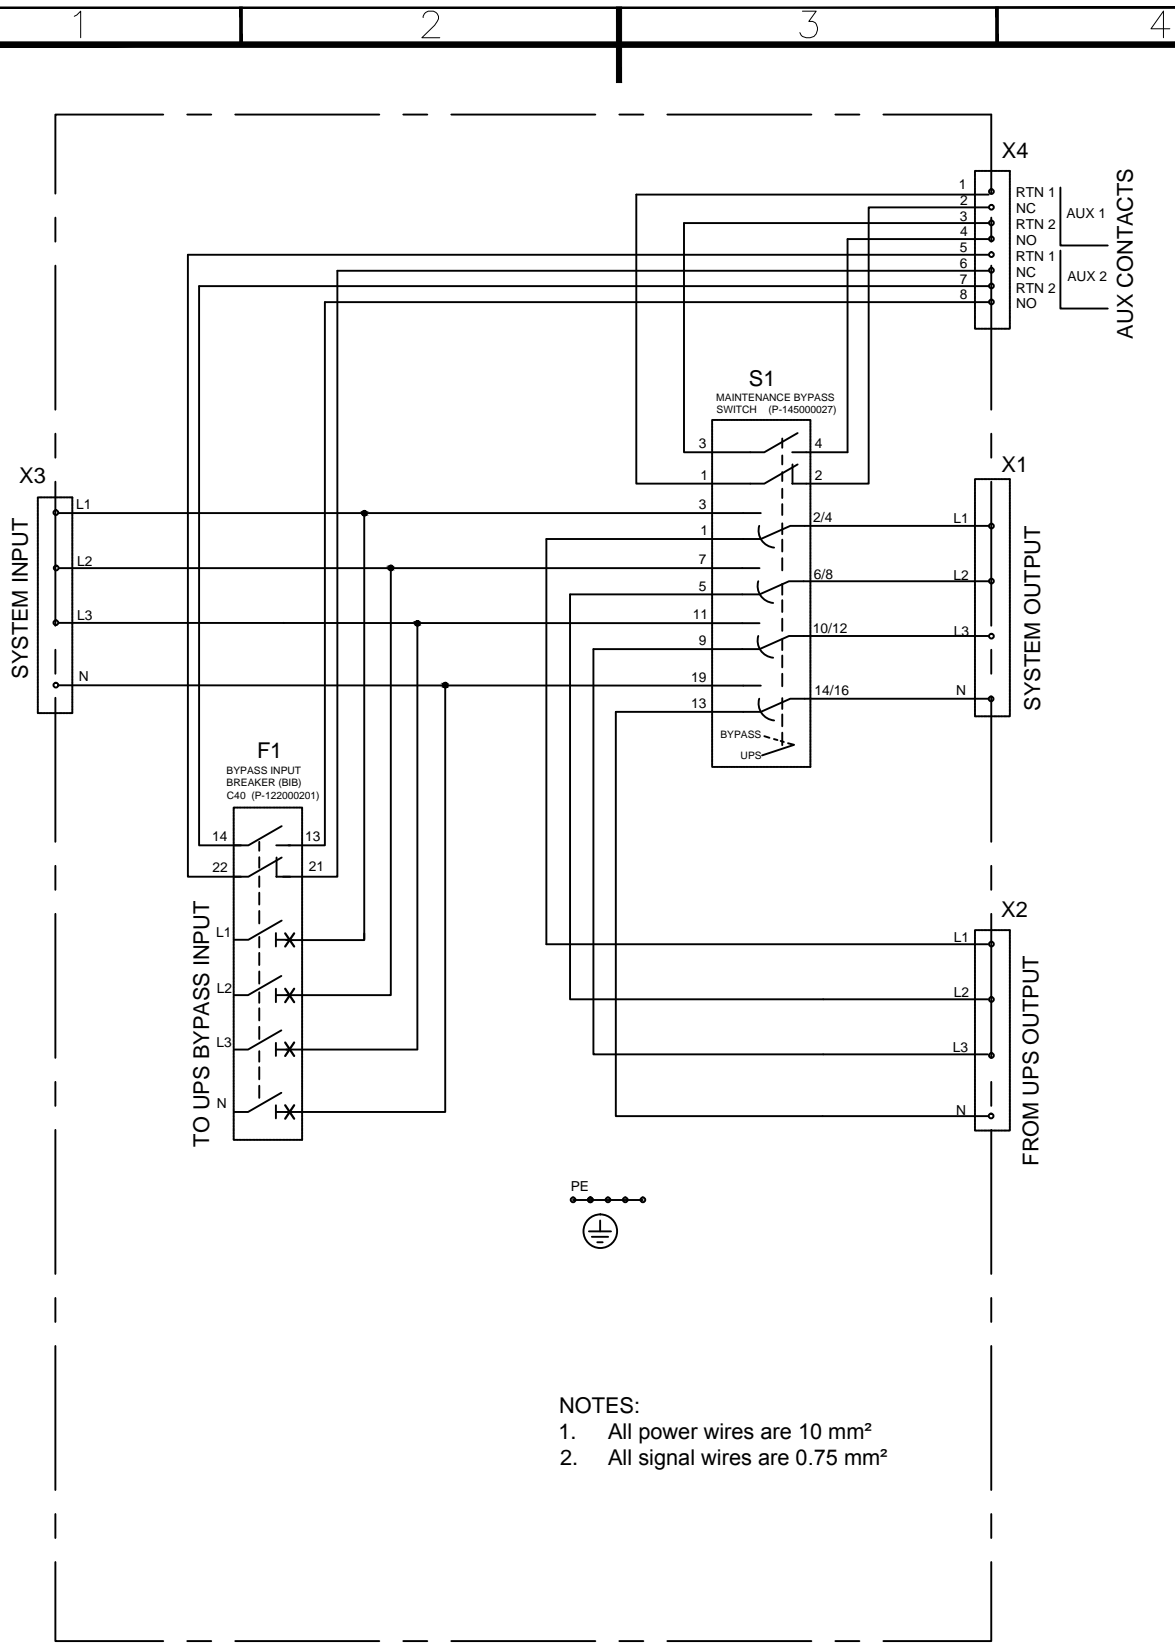 1 2 3 4
X4
1 RTN 1
2 NC
3 RTN 2
4 NO
AUX 1
5 RTN 1
6 NC
7 RTN 2
8 NO
AUX 2
AUX CONTACTS
S1
MAINTENANCE BYPASS
SWITCH (P-145000027)
3 4
1 2
3
1 2/4
7
5 6/8
11
9 10/12
19
13 14/16
BYPASS
UPS
X3
SYSTEM INPUT
L1
L2
L3
N
X1
SYSTEM OUTPUT
L1
L2
L3
N
F1
BYPASS INPUT
BREAKER (BIB)
C40 (P-122000201)
14 13
22 21
TO UPS BYPASS INPUT
L1
L2
L3
N
X2
FROM UPS OUTPUT
L1
L2
L3
N
PE
NOTES:
1. All power wires are 10 mm²
2. All signal wires are 0.75 mm²